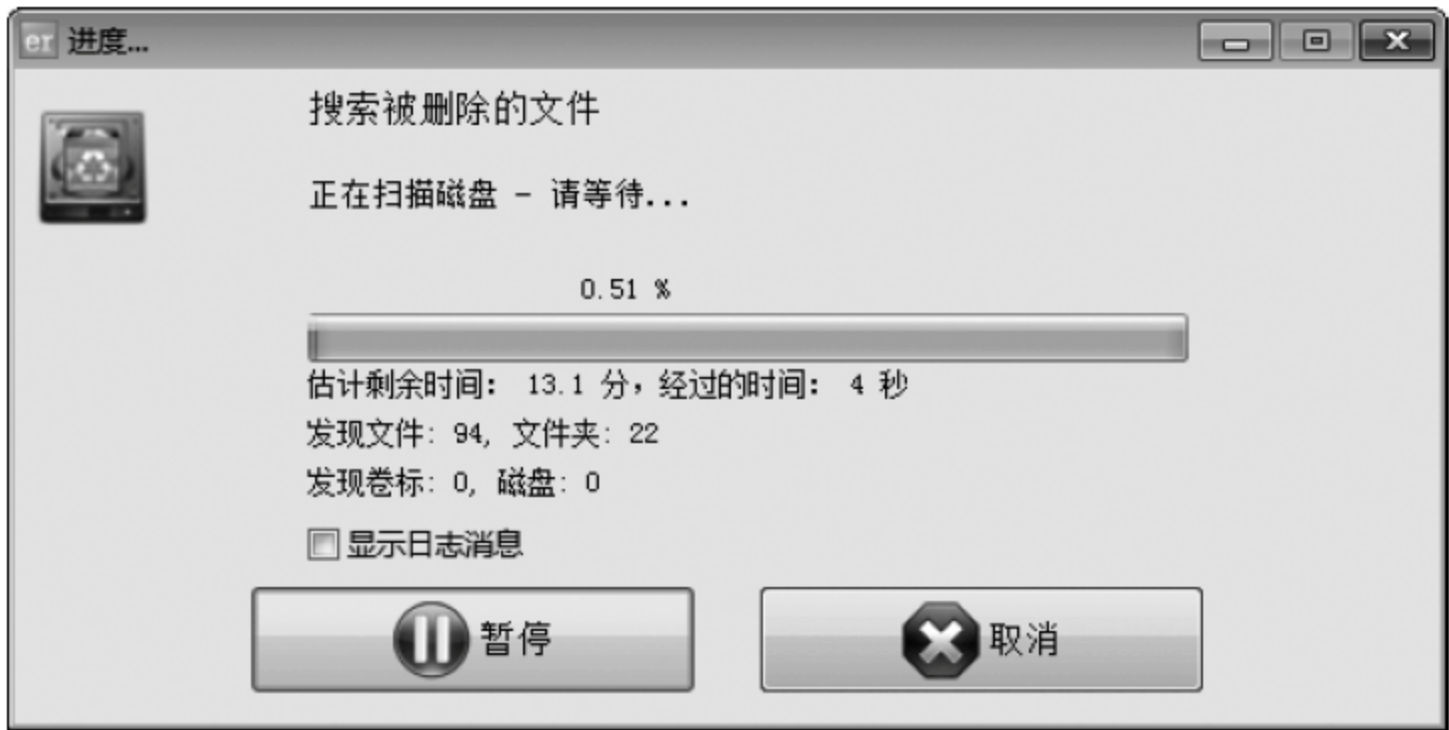 er 进度...
搜索被删除的文件
正在扫描磁盘 - 请等待...
0.51 %
估计剩余时间: 13.1 分,经过的时间: 4 秒
发现文件: 94, 文件夹: 22
发现卷标: 0, 磁盘: 0
显示日志消息
暂停 取消